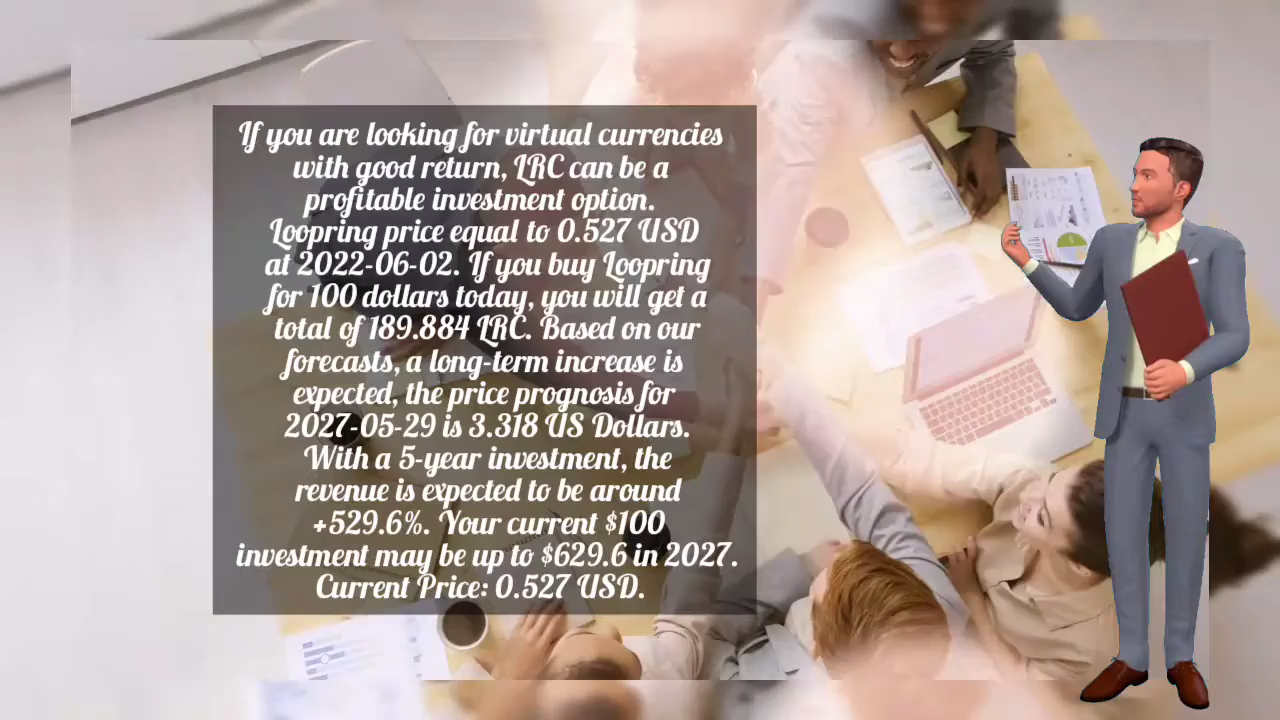 If you are looking for virtual currencies
with good return, LRC can be a
profitable investment option.
Loopring price equal to 0.527 USD
at 2022-06-02. If you buy Loopring
for 100 dollars today, you will get a
total of 189.884 LRC. Based on our
forecasts, a long-term increase is
expected, the price prognosis for
2027-05-29 is 3.318 US Dollars.
With a 5-year investment, the
revenue is expected to be around
+529.6%. Your current $100
investment may be up to $629.6 in 2027.
Current Price: 0.527 USD.